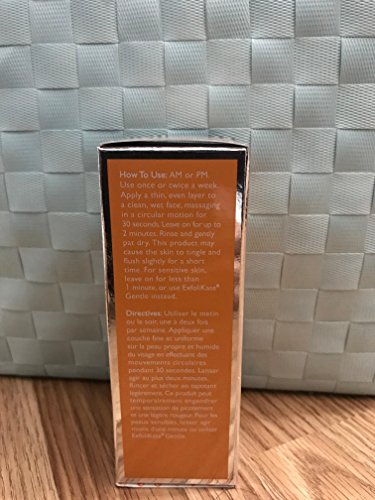 How To Use: AM or PM.
Use once or twice a week.
Apply a thin, even layer to
a clean, wet face, massaging
in a circular motion for
30 seconds. Leave on for up to
2 minutes. Rinse and gently
pat dry. This product may
cause the skin to tingle and
flush slightly for a short
time. For sensitive skin,
leave on for less than
1 minute, or use ExfoliKate®
Gentle instead.
Directives: Utiliser le matin
ou le soir, une à deux fois
par semaine. Appliquer une
couche fine et uniforme
sur la peau propre et humide
du visage en effectuant des
mouvements circulaires
pendant 30 secondes. Laisser
agir au plus deux minutes.
Rincer et sécher en tapotant
légèrement. Ce produit peut
temporairement engendrer
une sensation de picotement
et une légère rougeur. Pour
les peaux sensibles, laisser agir
moins d'une minute ou utiliser
ExfoliKate® Gentle.